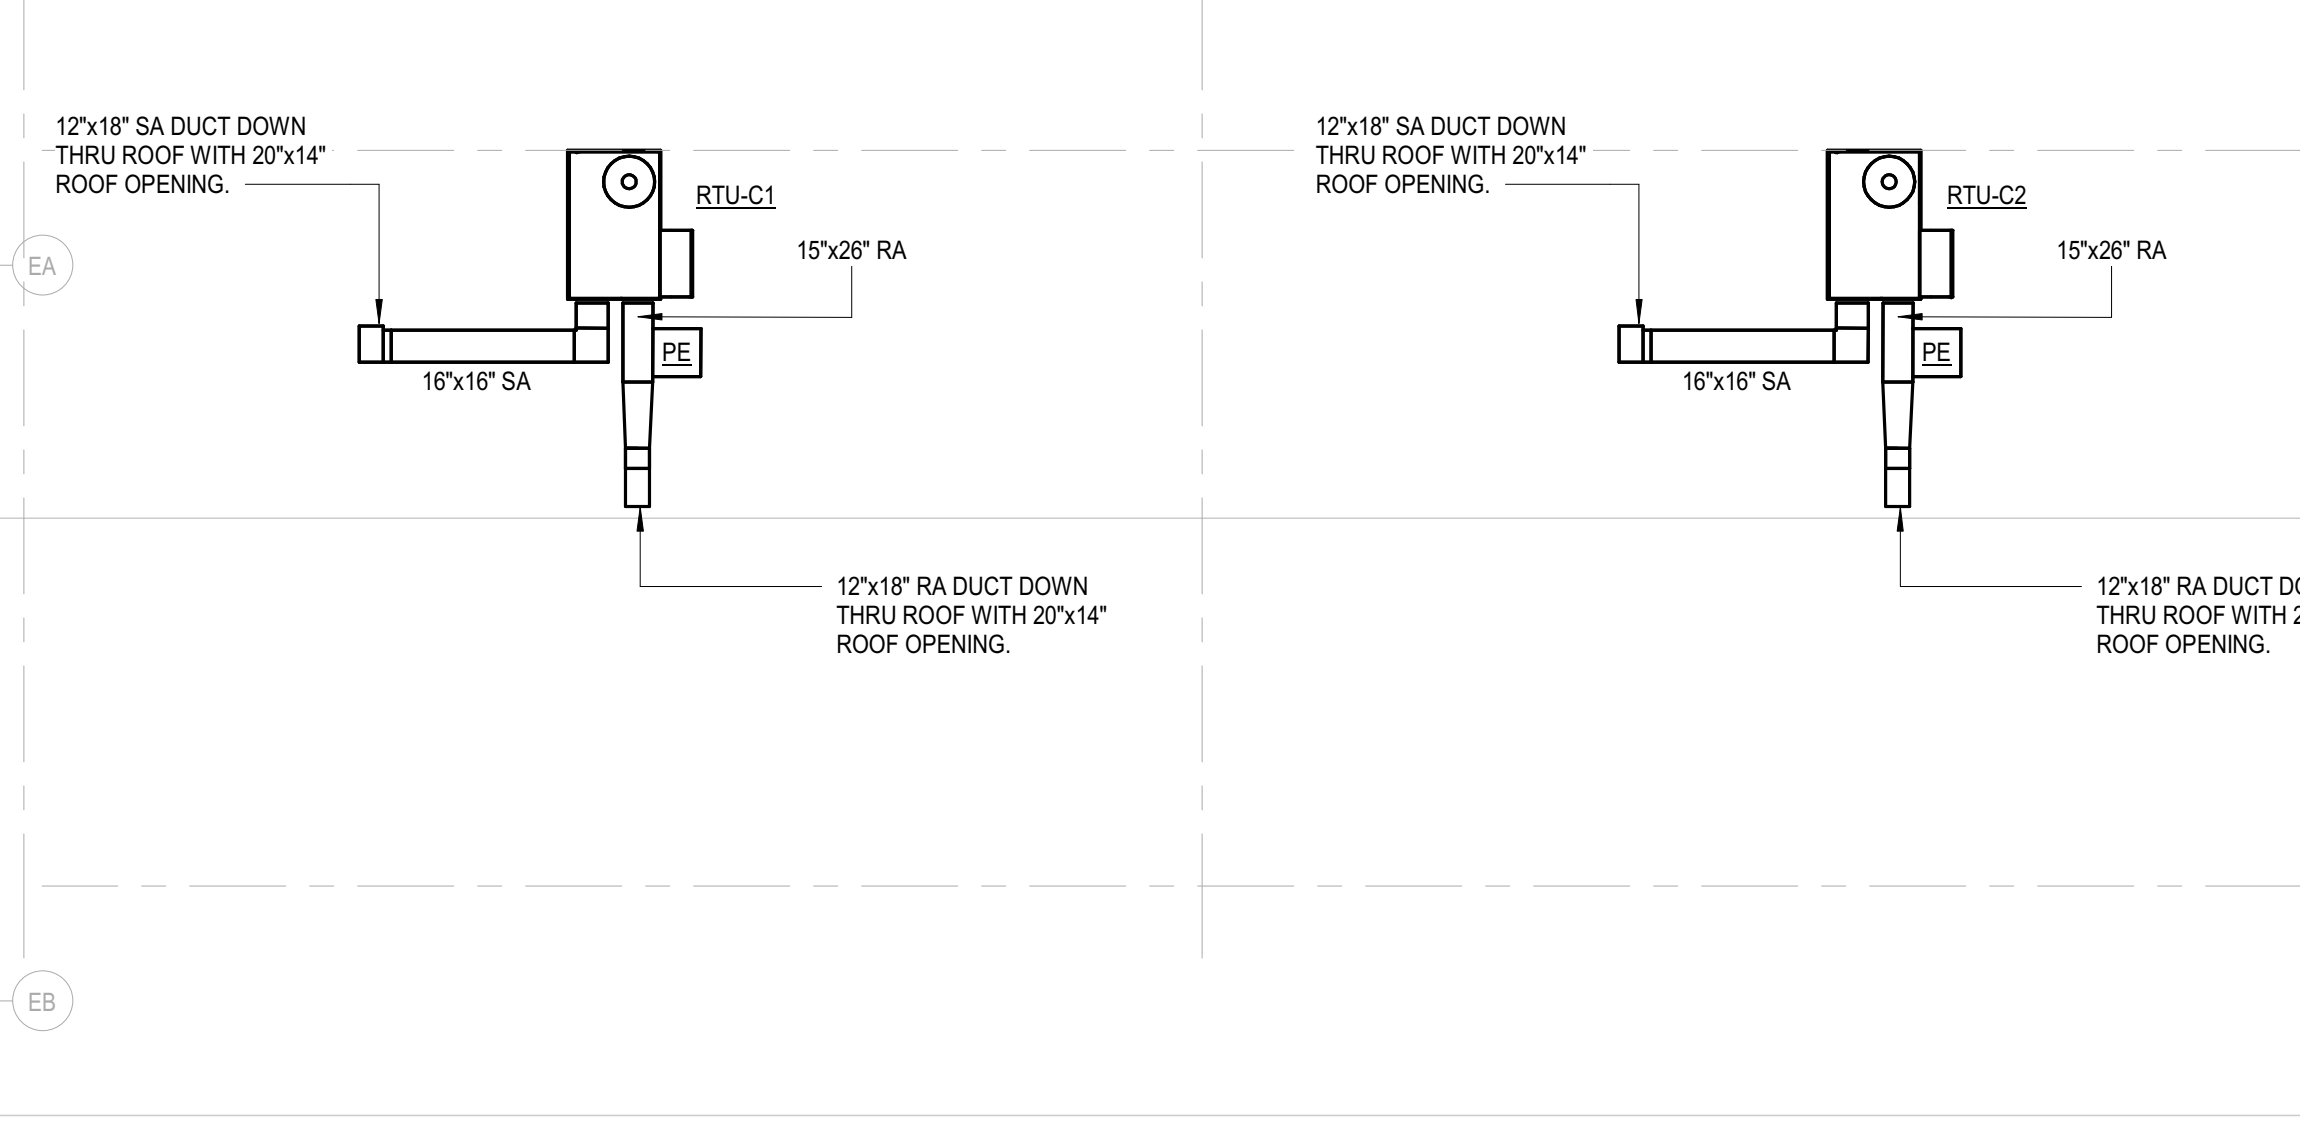 12"x18" SA DUCT DOWN
THRU ROOF WITH 20"x14"
ROOF OPENING.
RTU-C1
15"x26" RA
EA
PE
16"x16" SA
12"x18" RA DUCT DOWN
THRU ROOF WITH 20"x14"
ROOF OPENING.
12"x18" SA DUCT DOWN
THRU ROOF WITH 20"x14"
ROOF OPENING.
RTU-C2
15"x26" RA
PE
16"x16" SA
12"x18" RA DUCT
THRU ROOF WITH
ROOF OPENING.
EB